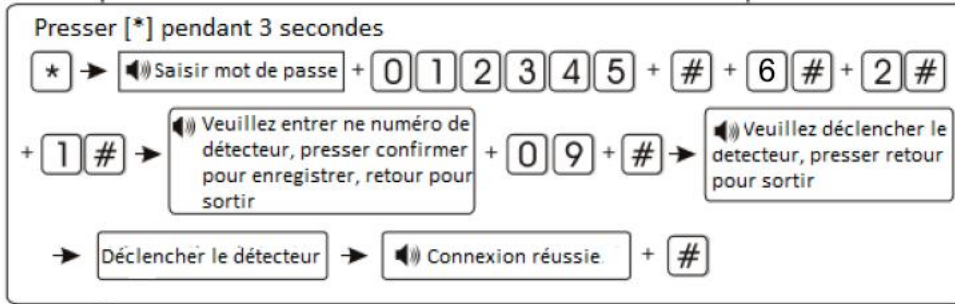 Presser [*] pendant 3 secondes
* Saisir mot de passe + 0 1 2 3 4 5 + # + 6 # + 2 #
+ 1 # Veuillez entrer ne numéro de détecteur, presser confirmer pour enregistrer, retour pour sortir + 0 9 + # Veuillez déclencher le detecteur, presser retour pour sortir
Déclencher le détecteur Connexion réussie + #